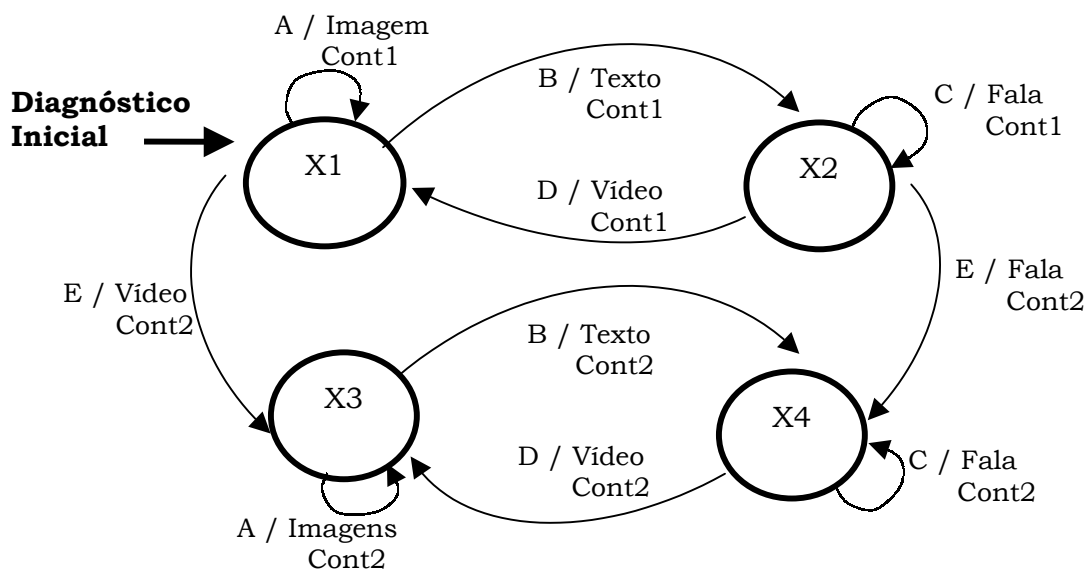 A / Imagem
Cont1
B / Texto
Cont1
C / Fala
Cont1
Diagnóstico
Inicial
X1
X2
D / Vídeo
Cont1
E / Vídeo
Cont2
E / Fala
Cont2
B / Texto
Cont2
X3
X4
D / Vídeo
Cont2
C / Fala
Cont2
A / Imagens
Cont2